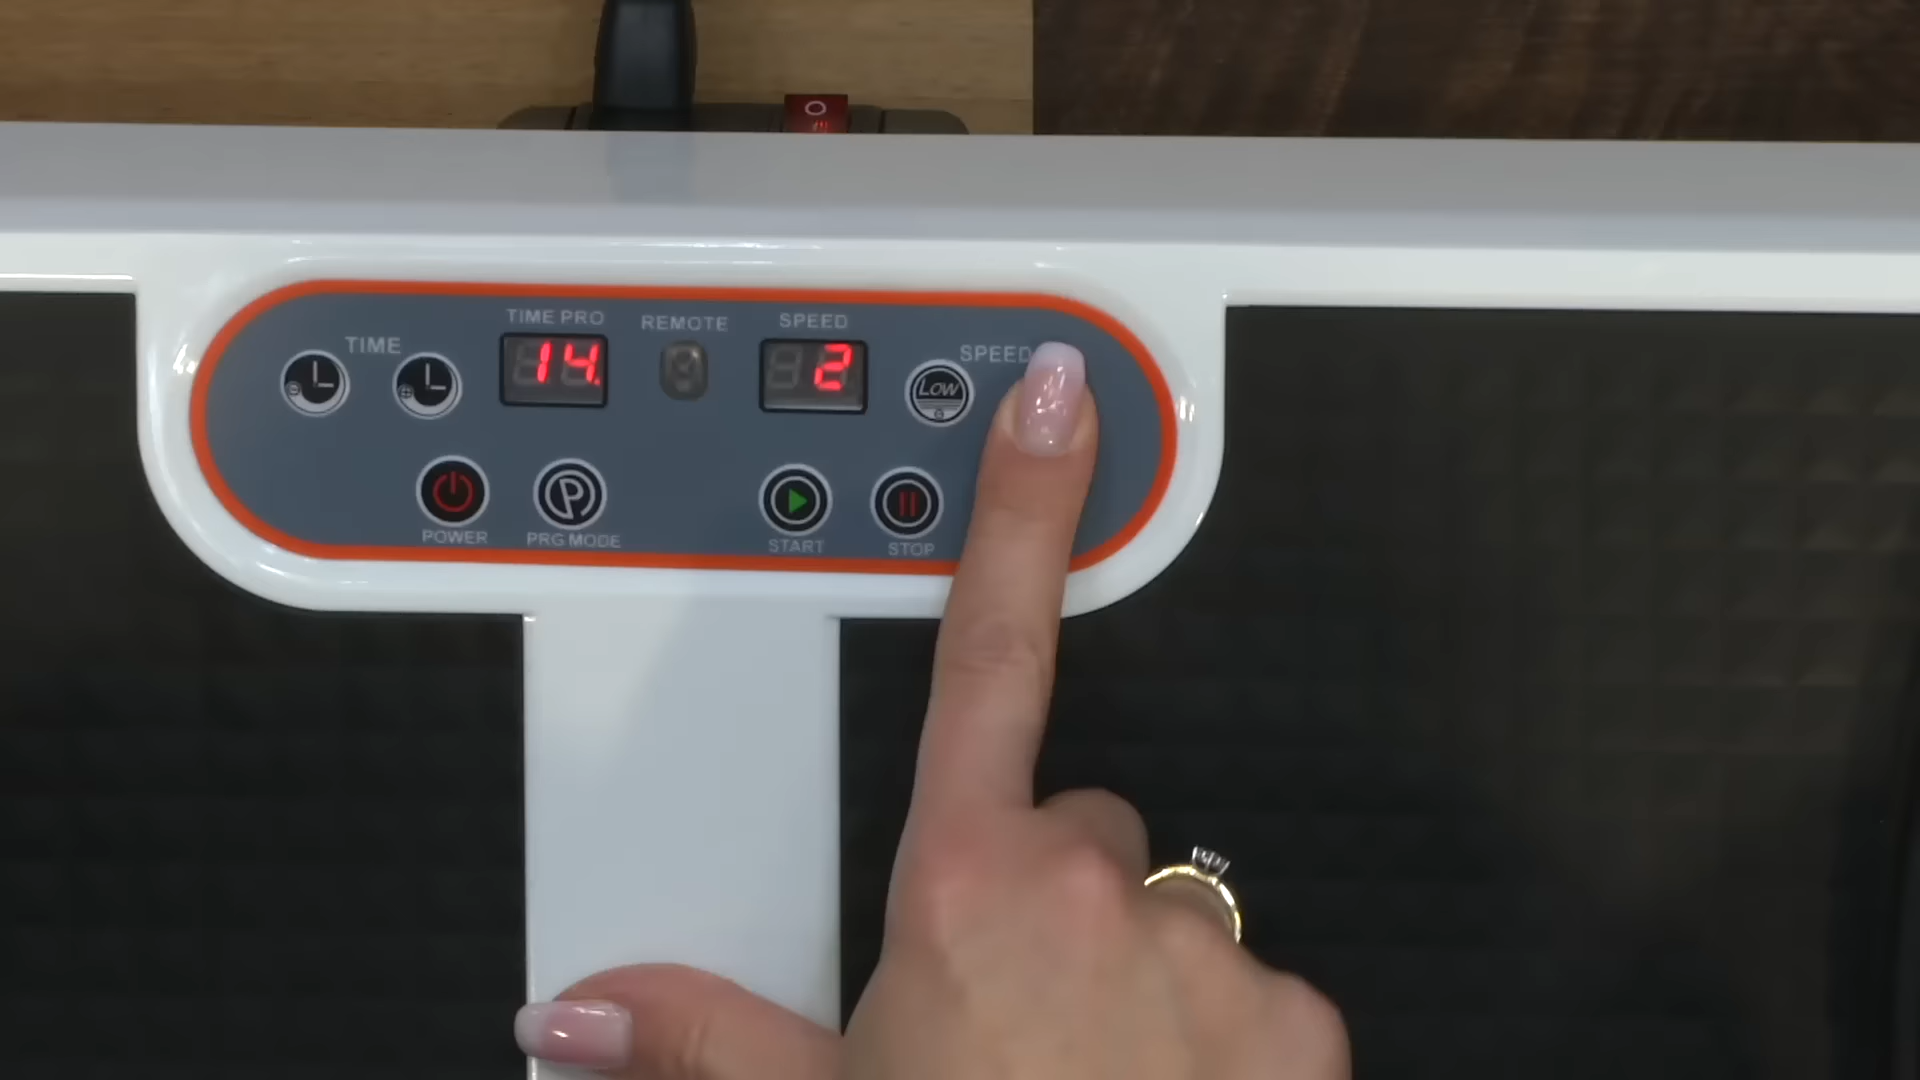 TIME
TIME PRO
14.
REMOTE
SPEED
2
SPEED
LOW
POWER
P
PRG MODE
START
STOP